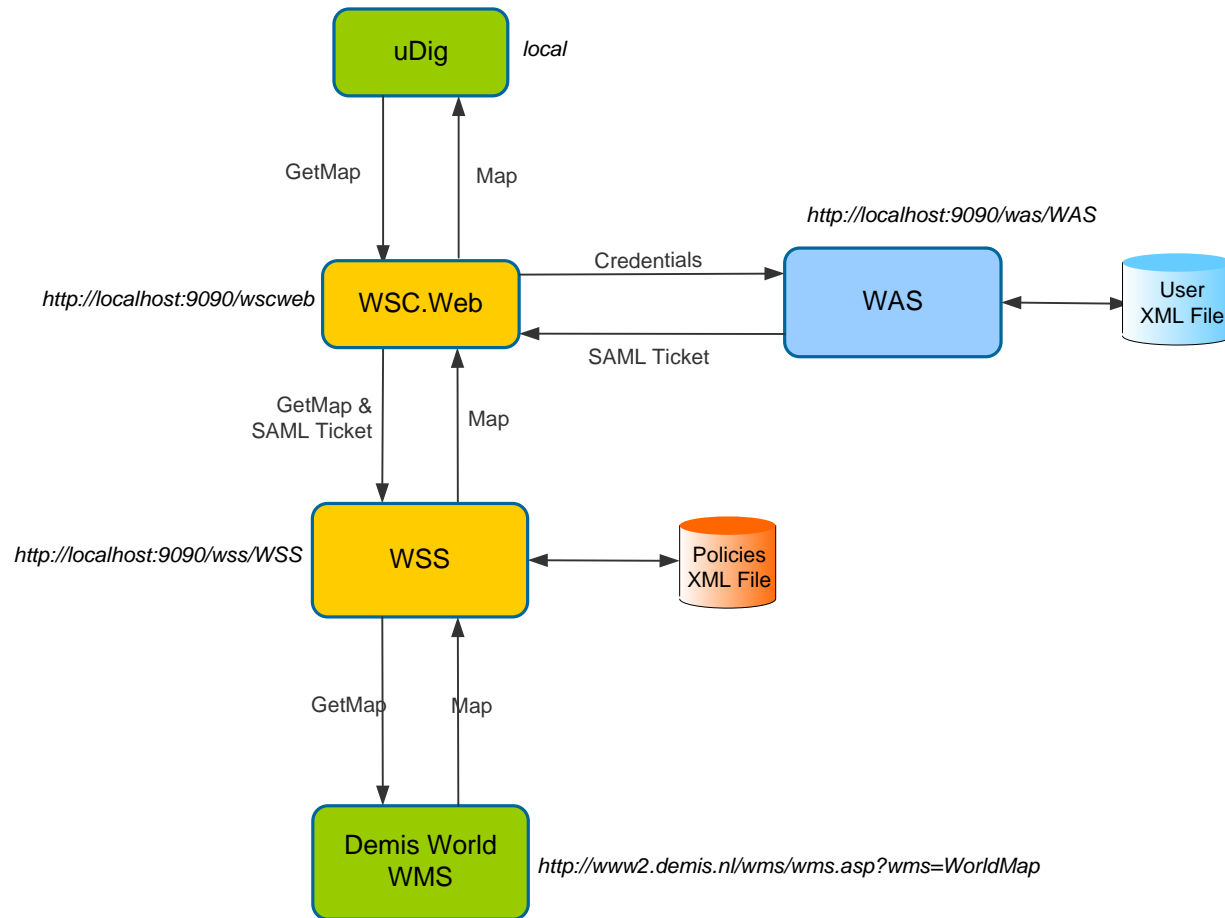 uDig
local
GetMap
Map
http://localhost:9090/was/WAS
Credentials
http://localhost:9090/wscweb
WSC.Web
WAS
User
XML File
SAML Ticket
GetMap &
SAML Ticket
Map
http://localhost:9090/wss/WSS
WSS
Policies
XML File
GetMap
Map
Demis World
WMS
http://www2.demis.nl/wms/wms.asp?wms=WorldMap